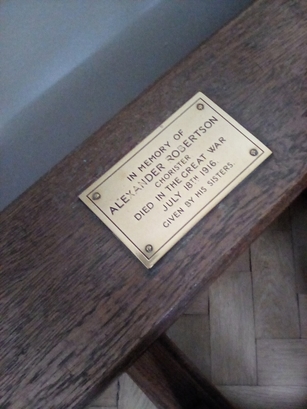 IN MEMORY OF
ALEXANDER ROBERTSON
CHORISTER
DIED IN THE GREAT WAR
JULY 18TH 1916
GIVEN BY HIS SISTERS.